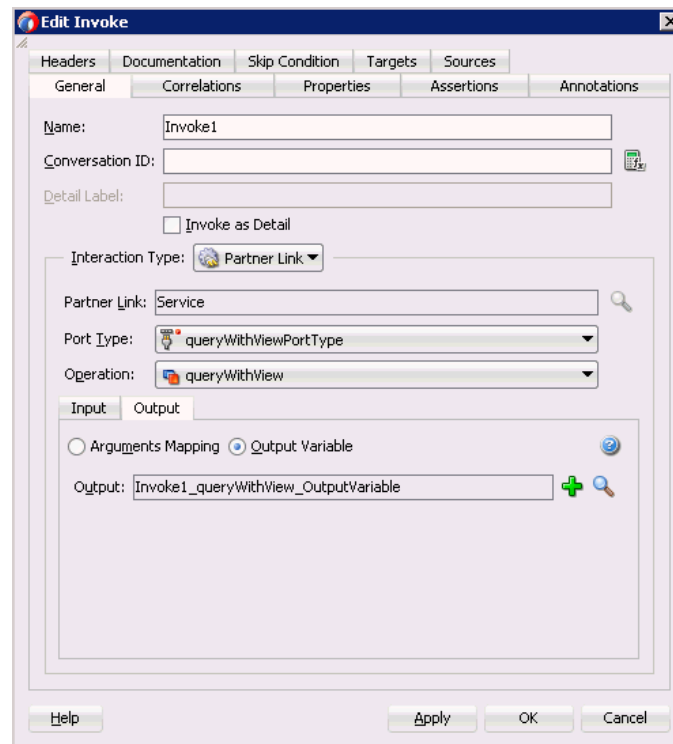 Edit Invoke
Headers Documentation Skip Condition Targets Sources
General Correlations Properties Assertions Annotations
Name: Invoke1
Conversation ID:
Detail Label:
Invoke as Detail
Interaction Type: Partner Link
Partner Link: Service
Port Type: queryWithViewPortType
Operation: queryWithView
Input Output
Arguments Mapping Output Variable
Output: Invoke1_queryWithView_OutputVariable
Help Apply OK Cancel